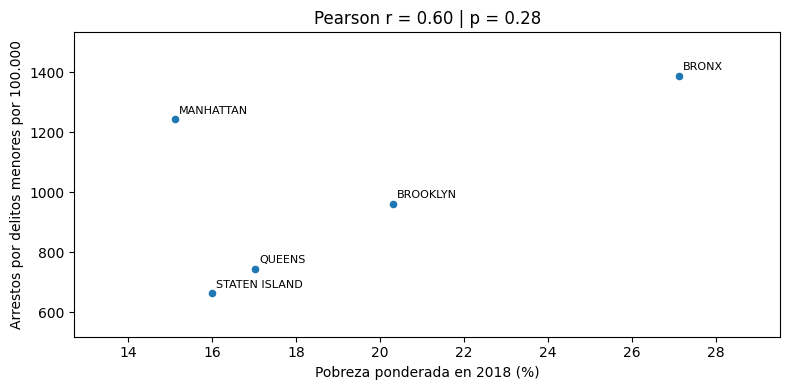 Pearson r = 0.60 | p = 0.28
Arrestos por delitos menores por 100.000
1400
1200
1000
800
600
BRONX
MANHATTAN
BROOKLYN
QUEENS
STATEN ISLAND
14 16 18 20 22 24 26 28
Pobreza ponderada en 2018 (%)